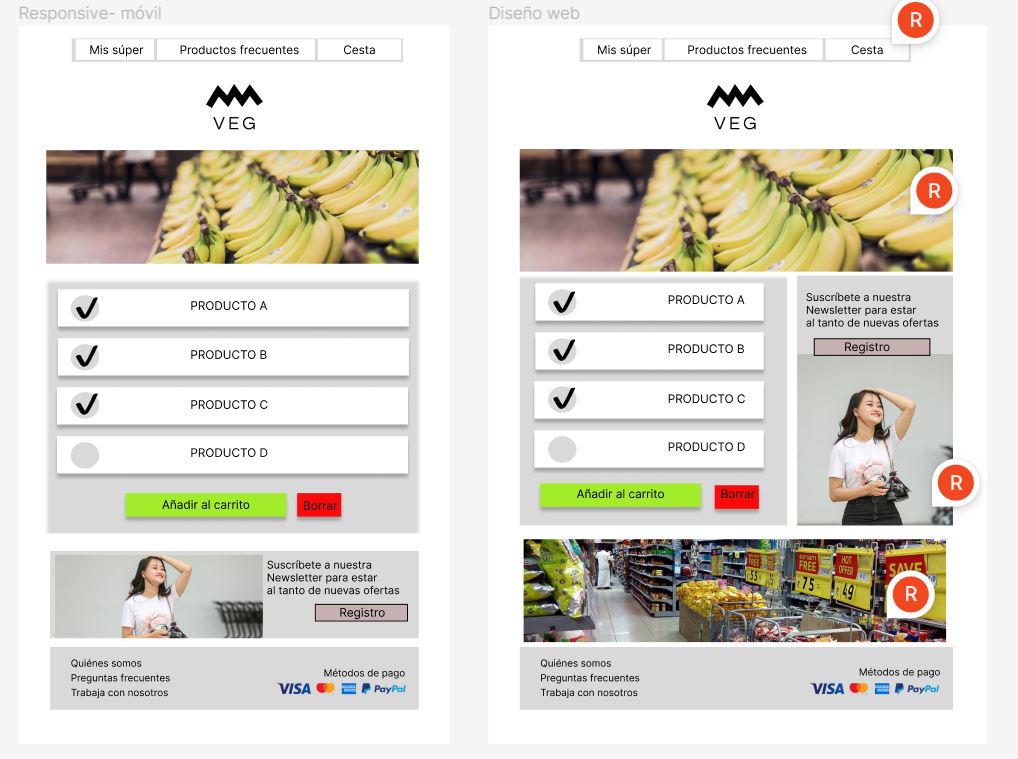 Responsive- móvil
Mis súper
Productos frecuentes
Cesta
VEG
PRODUCTO A
PRODUCTO B
PRODUCTO C
PRODUCTO D
Añadir al carrito
Borrar
Suscríbete a nuestra
Newsletter para estar
al tanto de nuevas ofertas
Registro
Quiénes somos
Preguntas frecuentes
Trabaja con nosotros
Métodos de pago
VISA
PayPal
Diseño web
R
Mis súper
Productos frecuentes
Cesta
VEG
R
PRODUCTO A
PRODUCTO B
PRODUCTO C
PRODUCTO D
Añadir al carrito
Borrar
Suscríbete a nuestra
Newsletter para estar
al tanto de nuevas ofertas
Registro
R
FREE
55
FREE
75
HOT
OFFER
49
SAVE
R
Quiénes somos
Preguntas frecuentes
Trabaja con nosotros
Métodos de pago
VISA
PayPal